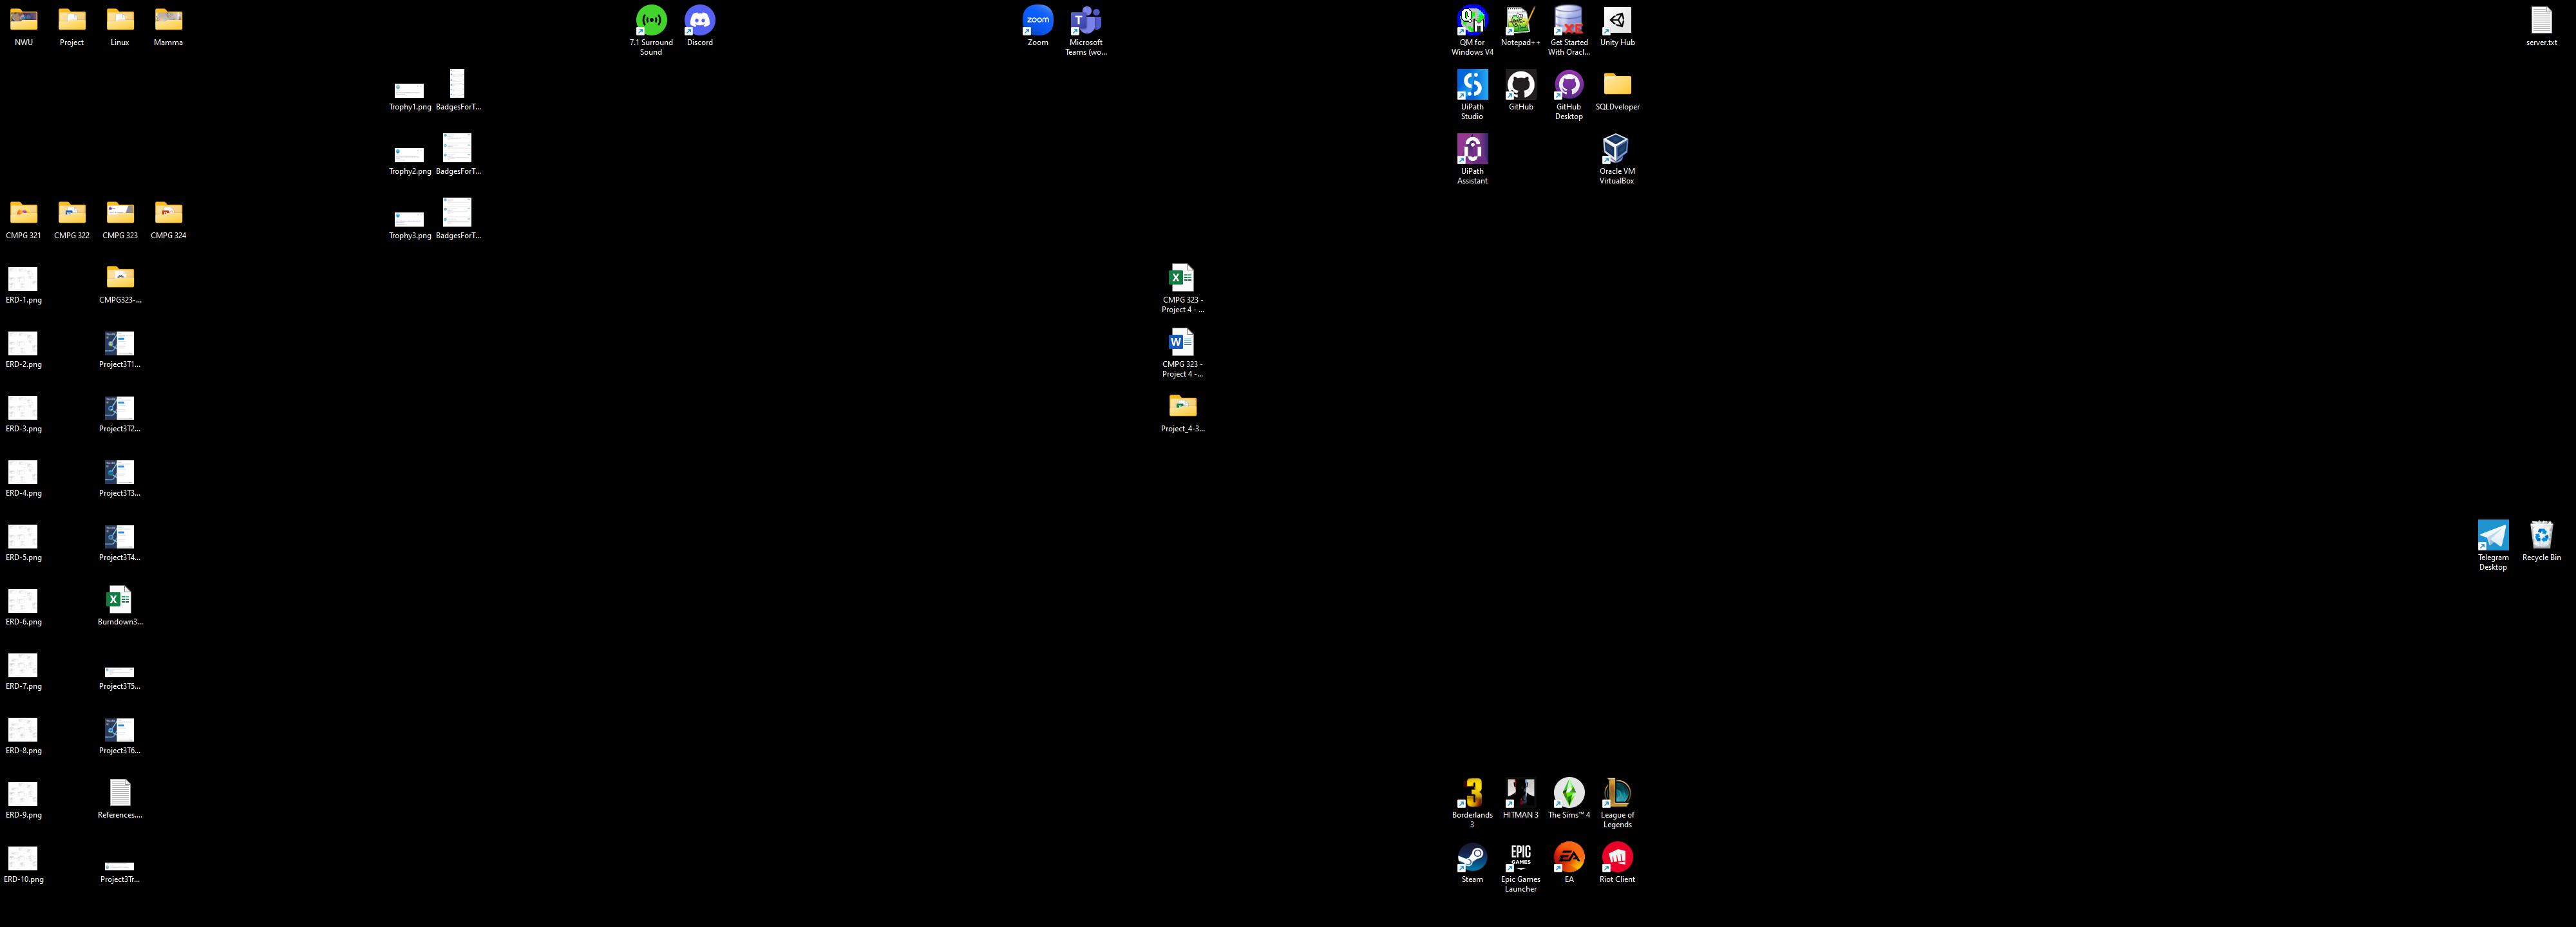 NWU
Project
Linux
Mamma
7.1 Surround
Sound
Discord
Zoom
Microsoft
Teams (wo...
QM for
Windows V4
Notepad++
Get Started
With Oracl...
Unity Hub
server.txt
Trophy1.png
BadgesForT...
UiPath
Studio
GitHub
GitHub
Desktop
SQLDveloper
Trophy2.png
BadgesForT...
UiPath
Assistant
Oracle VM
VirtualBox
CMPG 321
CMPG 322
CMPG 323
CMPG 324
Trophy3.png
BadgesForT...
ERD-1.png
CMPG323-...
CMPG 323 -
Project 4 - ...
ERD-2.png
Project3T1...
CMPG 323 -
Project 4 -...
ERD-3.png
Project3T2...
Project_4-3...
ERD-4.png
Project3T3...
ERD-5.png
Project3T4...
Telegram
Desktop
Recycle Bin
ERD-6.png
Burndown3...
ERD-7.png
Project3T5...
ERD-8.png
Project3T6...
ERD-9.png
References....
Borderlands
3
HITMAN 3
The Sims™ 4
League of
Legends
ERD-10.png
Project3Tr...
Steam
Epic Games
Launcher
EA
Riot Client